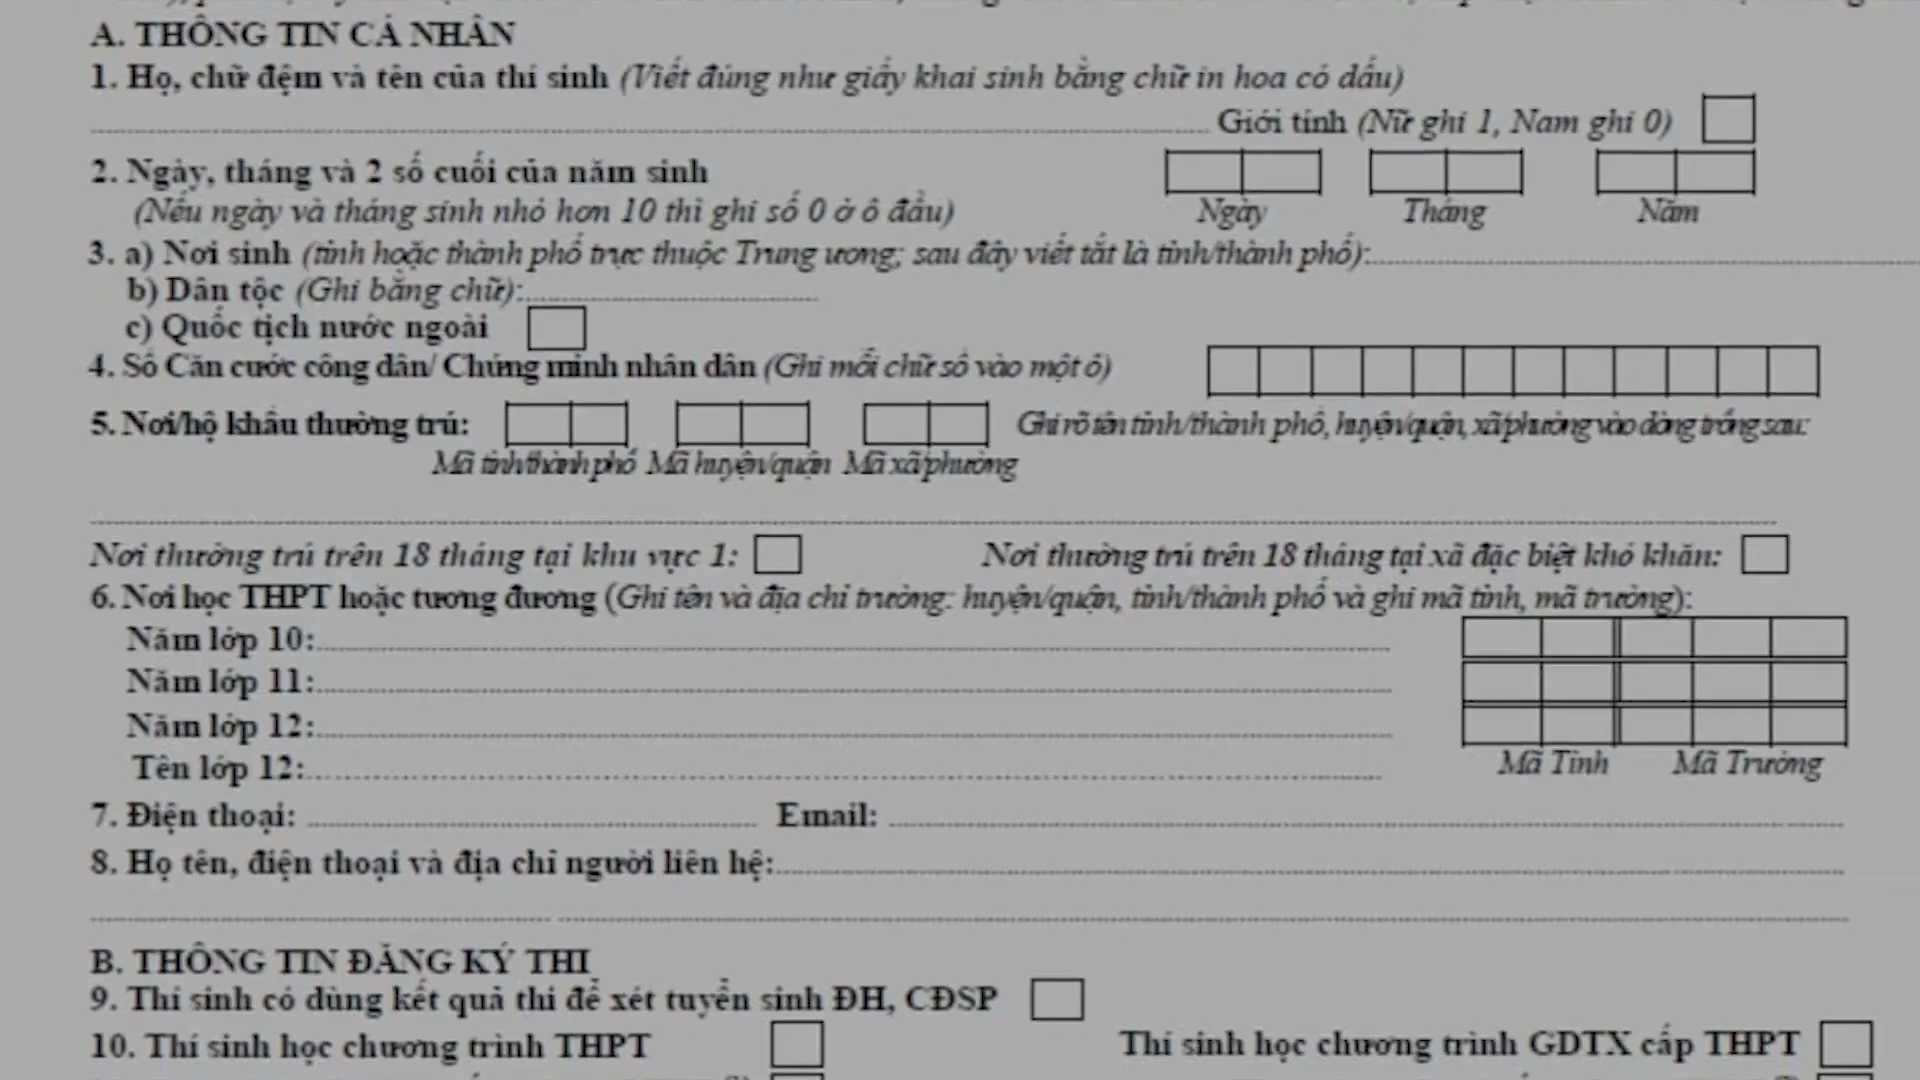 A. THÔNG TIN CÁ NHÂN
1. Họ, chữ đệm và tên của thí sinh (Viết đúng như giấy khai sinh bằng chữ in hoa có dấu)
Giới tính (Nữ ghi 1, Nam ghi 0)
2. Ngày, tháng và 2 số cuối của năm sinh
(Nếu ngày và tháng sinh nhỏ hơn 10 thì ghi số 0 ở ô đầu)
Ngày Tháng Năm
3. a) Nơi sinh (tỉnh hoặc thành phố trực thuộc Trung ương; sau đây viết tắt là tỉnh/thành phố):
b) Dân tộc (Ghi bằng chữ):
c) Quốc tịch nước ngoài
4. Số Căn cước công dân/ Chứng minh nhân dân (Ghi mỗi chữ số vào một ô)
5. Nơi/hộ khẩu thường trú: Ghi rõ tên tỉnh/thành phố, huyện/quận, xã/phường vào dòng trống sau:
Mã tỉnh/thành phố Mã huyện/quận Mã xã/phường
Nơi thường trú trên 18 tháng tại khu vực 1: Nơi thường trú trên 18 tháng tại xã đặc biệt khó khăn:
6. Nơi học THPT hoặc tương đương (Ghi tên và địa chỉ trường: huyện/quận, tỉnh/thành phố và ghi mã tỉnh, mã trường):
Năm lớp 10:
Năm lớp 11:
Năm lớp 12:
Tên lớp 12:
Mã Tỉnh Mã Trường
7. Điện thoại: Email:
8. Họ tên, điện thoại và địa chỉ người liên hệ:
B. THÔNG TIN ĐĂNG KÝ THI
9. Thí sinh có dùng kết quả thi để xét tuyển sinh ĐH, CĐSP
10. Thí sinh học chương trình THPT Thí sinh học chương trình GDTX cấp THPT